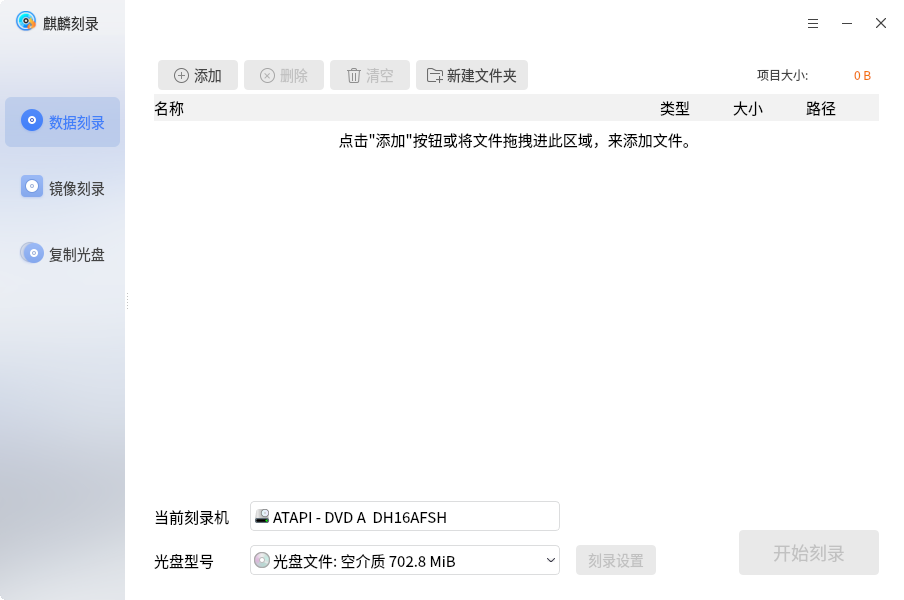 麒麟刻录
添加 删除 清空 新建文件夹 项目大小: 0 B
名称 类型 大小 路径
点击"添加"按钮或将文件拖拽进此区域，来添加文件。
数据刻录
镜像刻录
复制光盘
当前刻录机 ATAPI - DVD A  DH16AFSH
光盘型号 光盘文件: 空介质 702.8 MiB 刻录设置
开始刻录